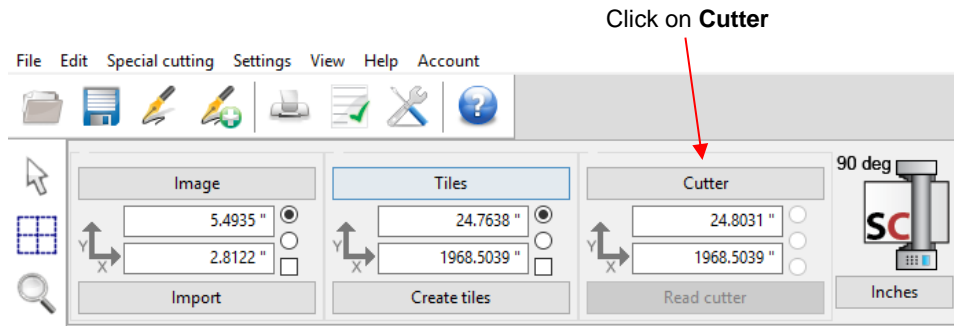 Click on Cutter
File Edit Special cutting Settings View Help Account
Image Tiles Cutter 90 deg
5.4935 " 24.7638 " 24.8031 "
Y Y Y SC
2.8122 " 1968.5039 " 1968.5039 "
X X X
Import Create tiles Read cutter Inches